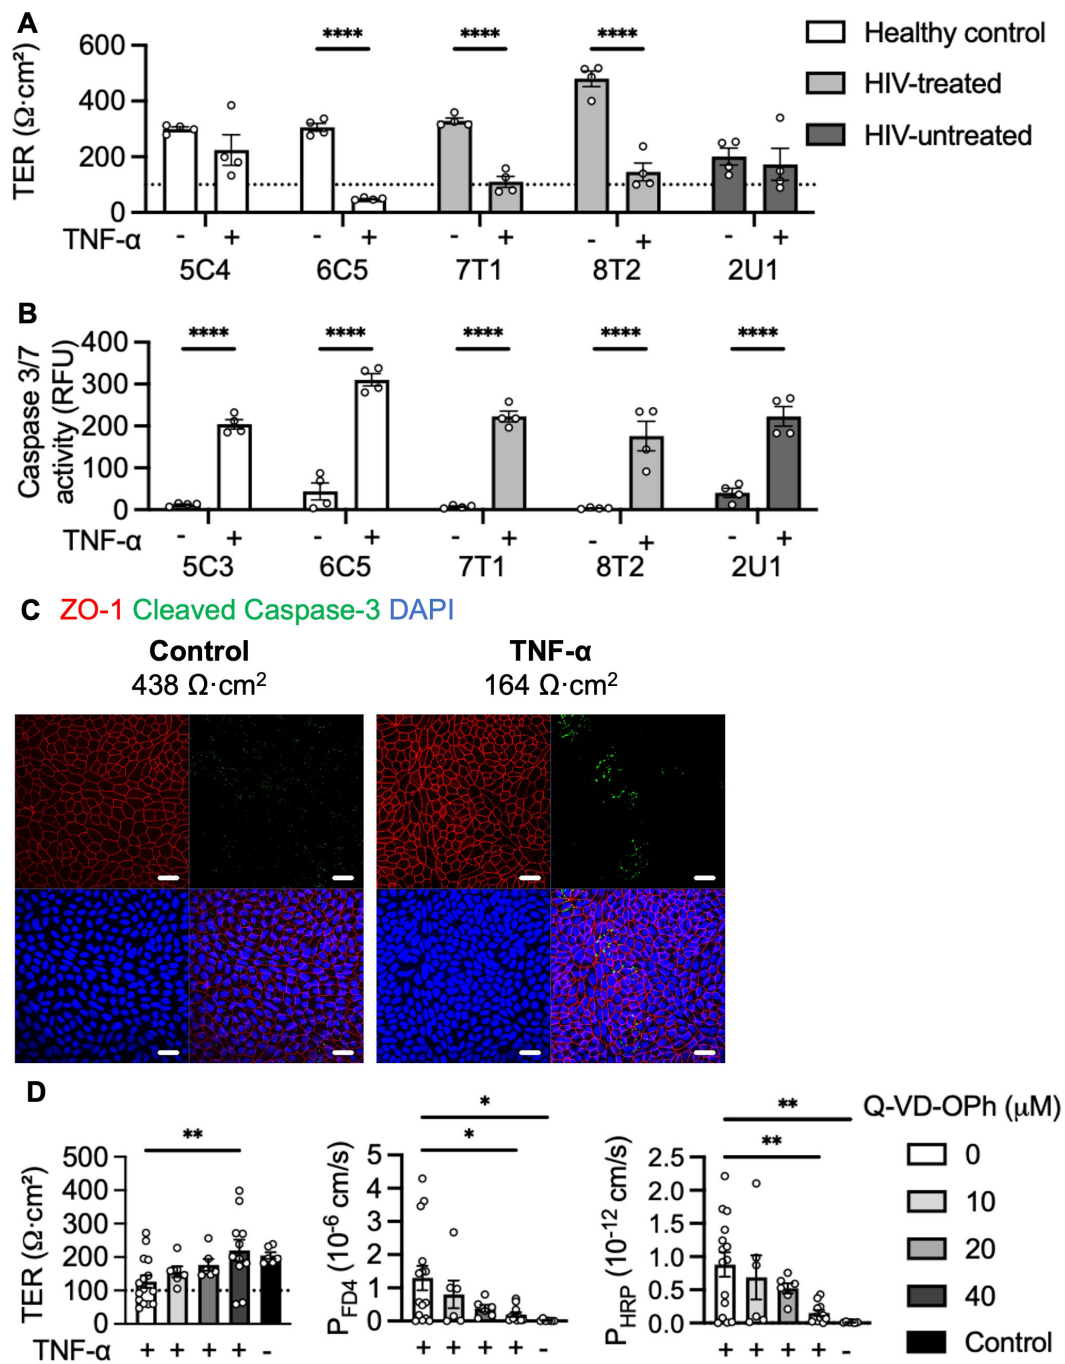 A
TER (Ω·cm²)
600
400
200
0
****
****
****
Healthy control
HIV-treated
HIV-untreated
TNF-α - + - + - + - + - +
5C4 6C5 7T1 8T2 2U1
B
Caspase 3/7
activity (RFU)
400
300
200
100
0
****
****
****
****
****
TNF-α - + - + - + - + - +
5C3 6C5 7T1 8T2 2U1
C ZO-1 Cleaved Caspase-3 DAPI
Control TNF-α
438 Ω·cm² 164 Ω·cm²
D
TER (Ω·cm²)
500
400
300
200
100
0
**
TNF-α + + + + -
PFD4 (10⁻⁶ cm/s)
5
4
3
2
1
0
*
*
+ + + + -
PHRP (10⁻¹² cm/s)
2.5
2.0
1.5
1.0
0.5
0.0
**
**
+ + + + -
Q-VD-OPh (µM)
0
10
20
40
Control